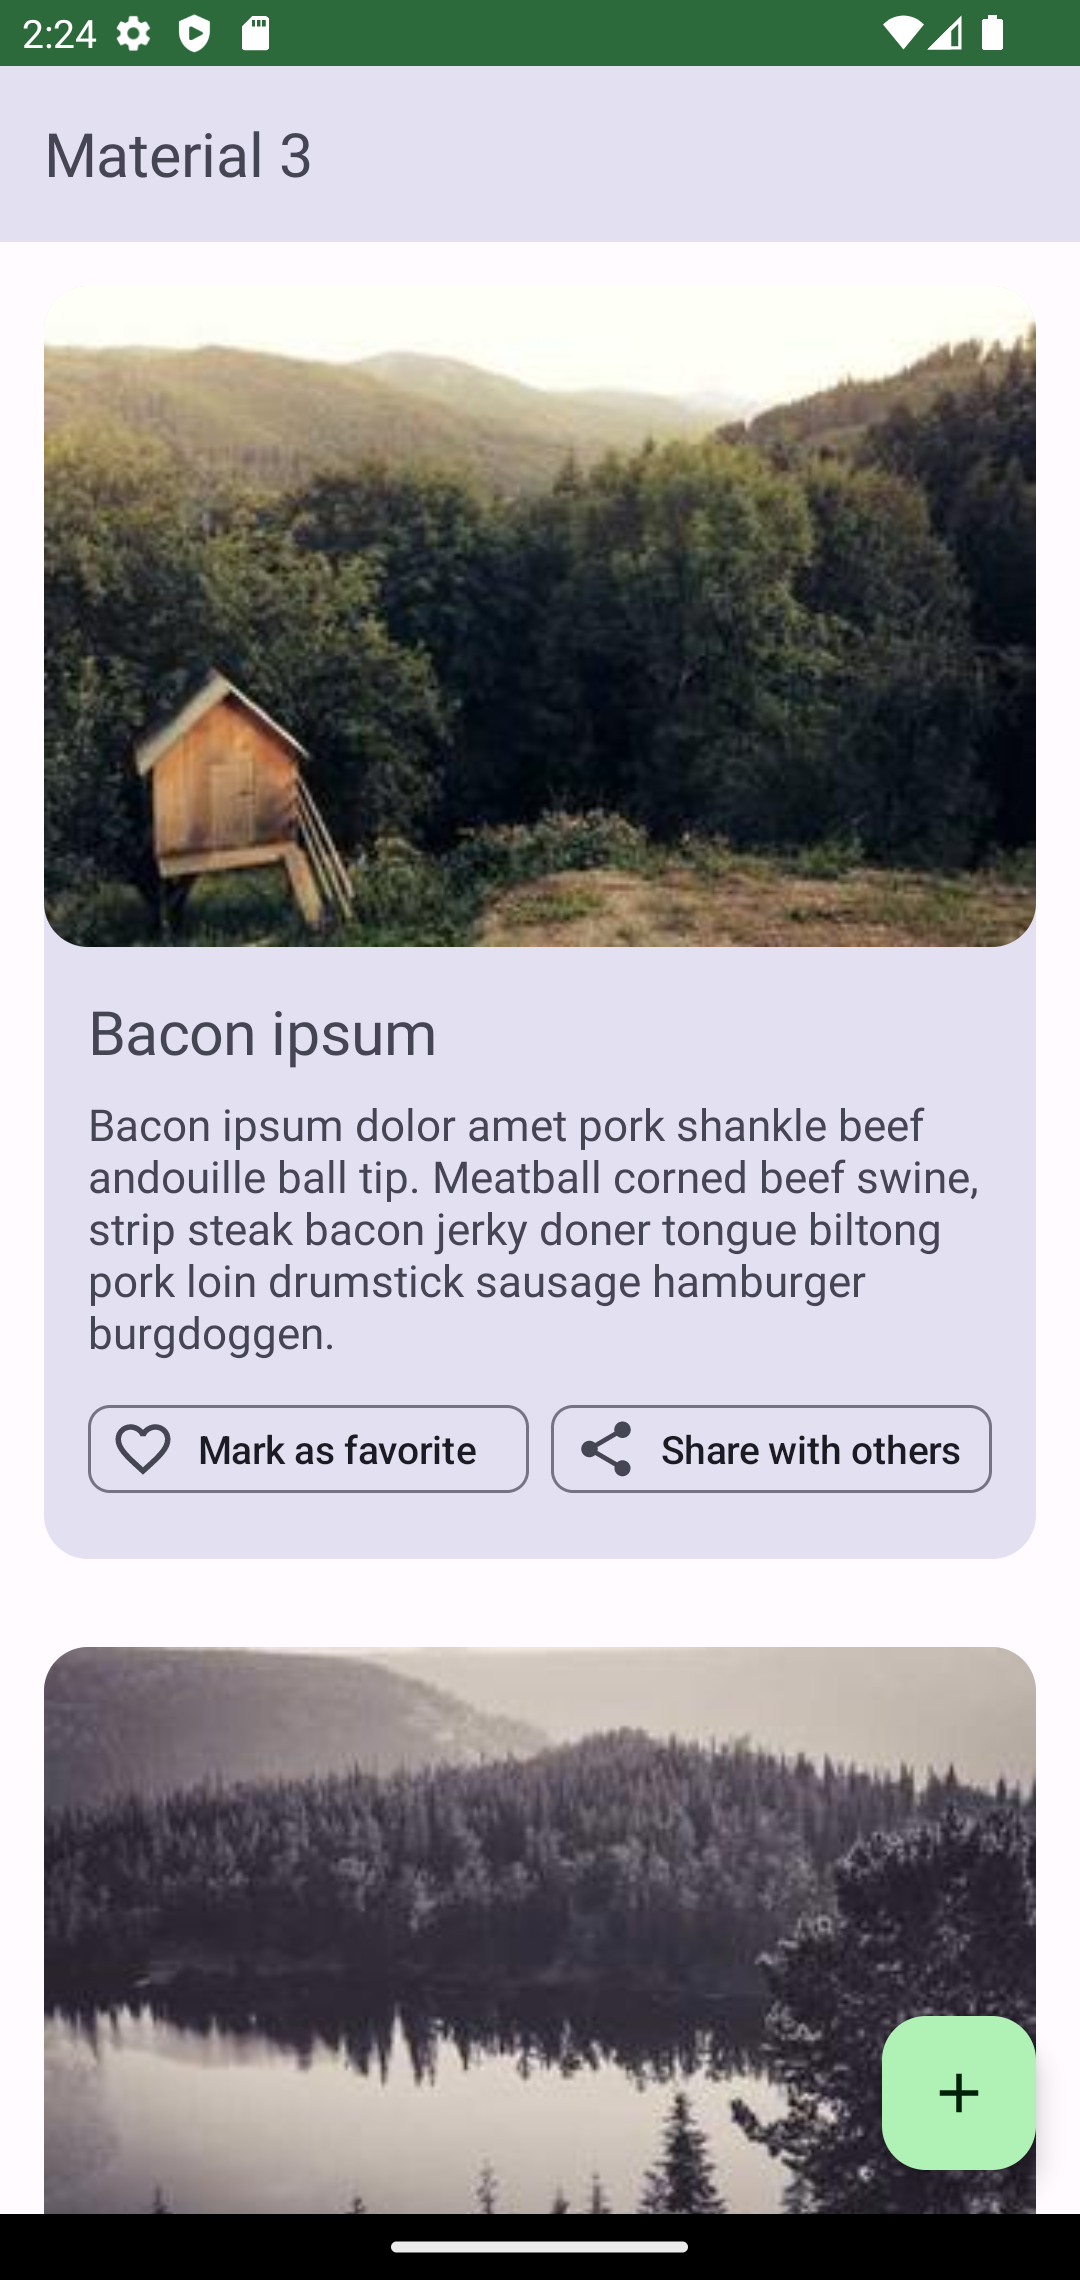 2:24
Material 3
Bacon ipsum
Bacon ipsum dolor amet pork shankle beef
andouille ball tip. Meatball corned beef swine,
strip steak bacon jerky doner tongue biltong
pork loin drumstick sausage hamburger
burgdoggen.
Mark as favorite
Share with others